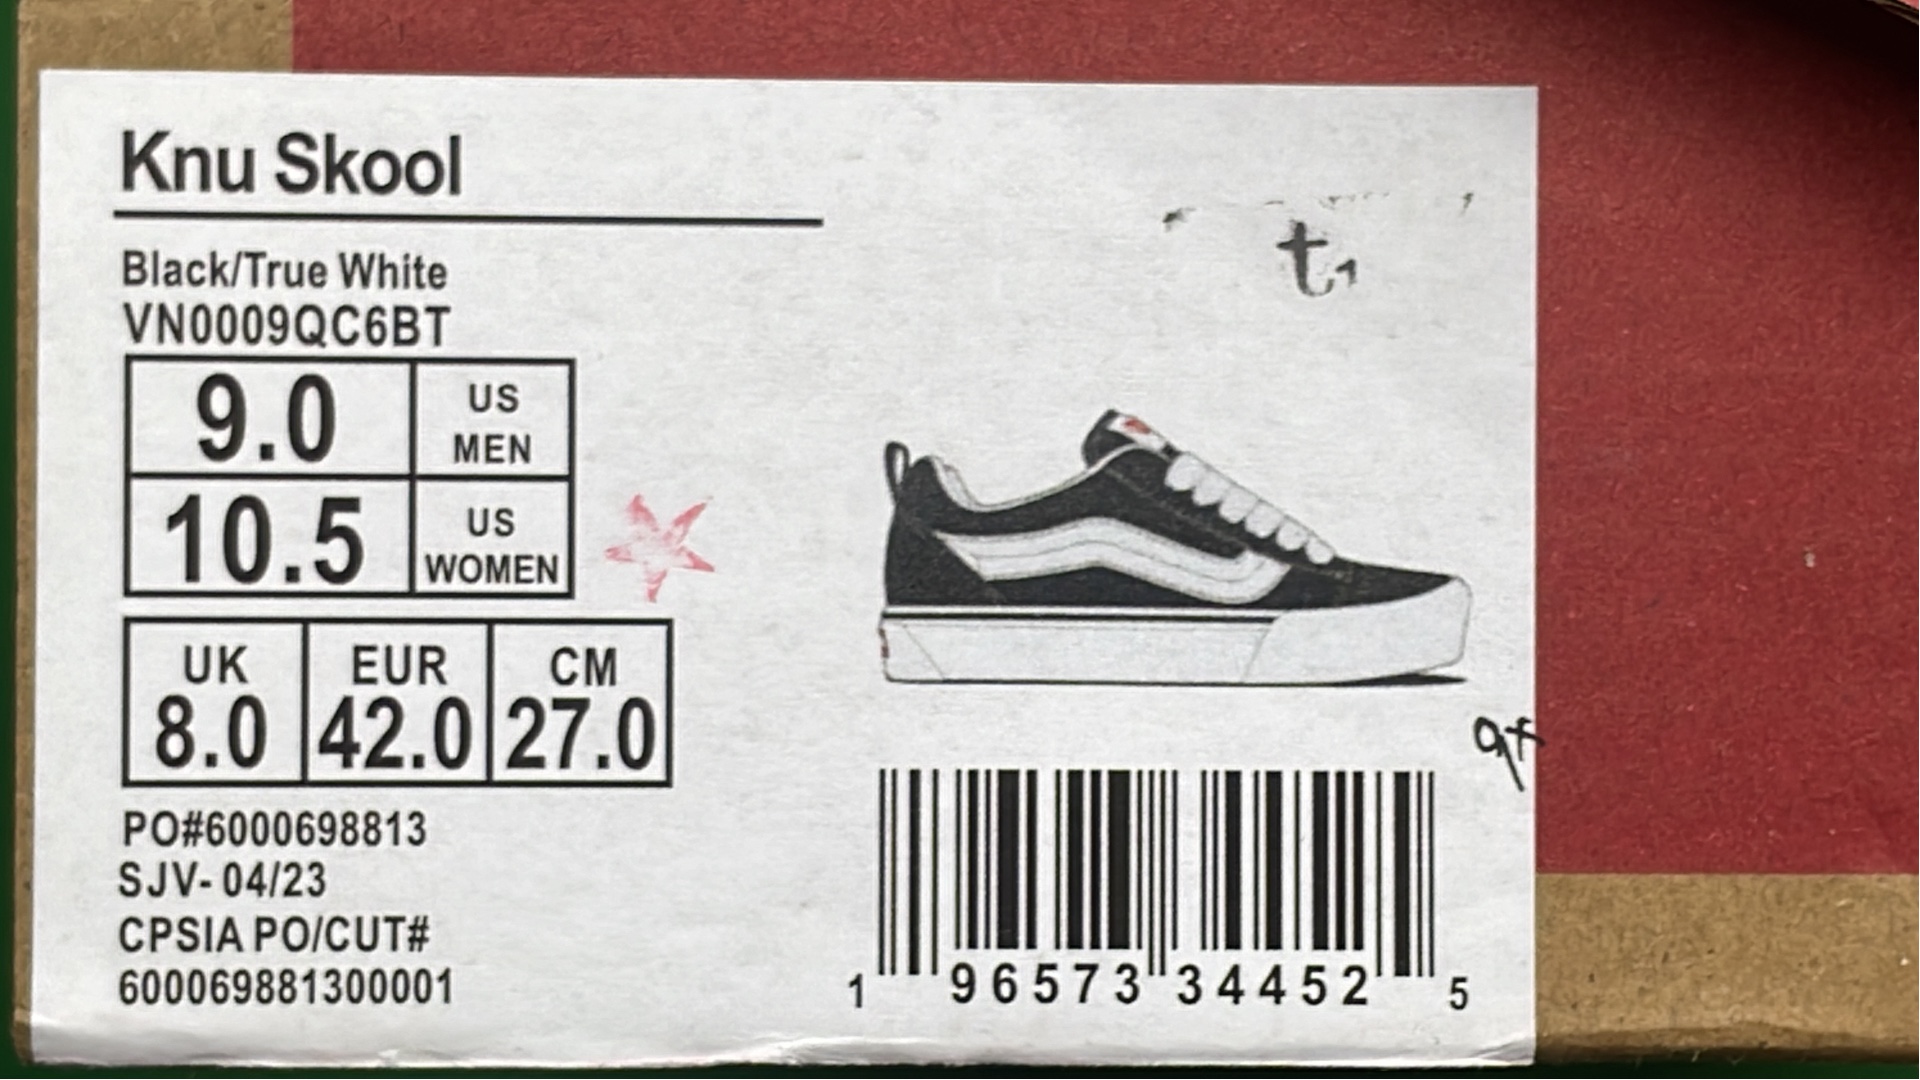 Knu Skool
Black/True White
VN0009QC6BT
9.0 US MEN
10.5 US WOMEN
UK EUR CM
8.0 42.0 27.0
PO#6000698813
SJV- 04/23
CPSIA PO/CUT#
600069881300001
t1
1 96573 34452 5